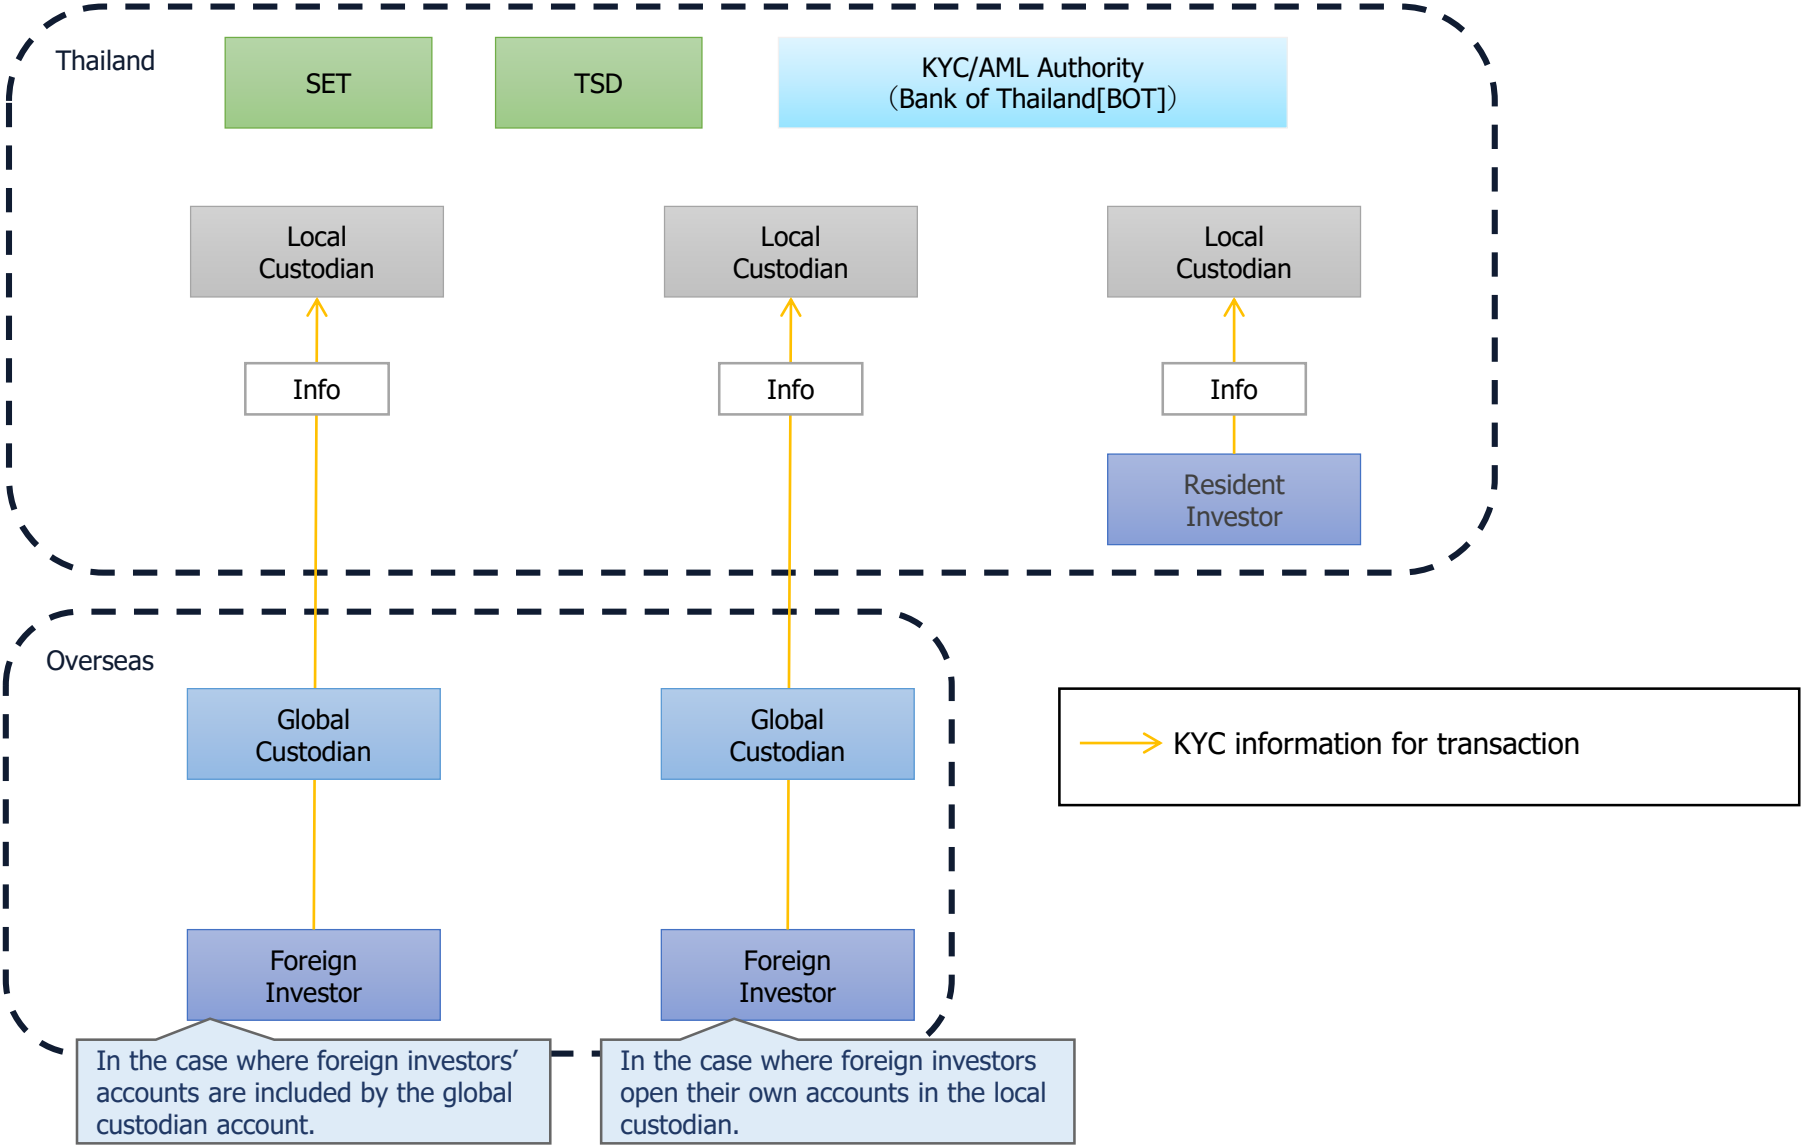 Thailand
SET
TSD
KYC/AML Authority
（Bank of Thailand[BOT]）
Local
Custodian
Local
Custodian
Local
Custodian
Info
Info
Info
Resident
Investor
Overseas
Global
Custodian
Global
Custodian
KYC information for transaction
Foreign
Investor
Foreign
Investor
In the case where foreign investors’
accounts are included by the global
custodian account.
In the case where foreign investors
open their own accounts in the local
custodian.